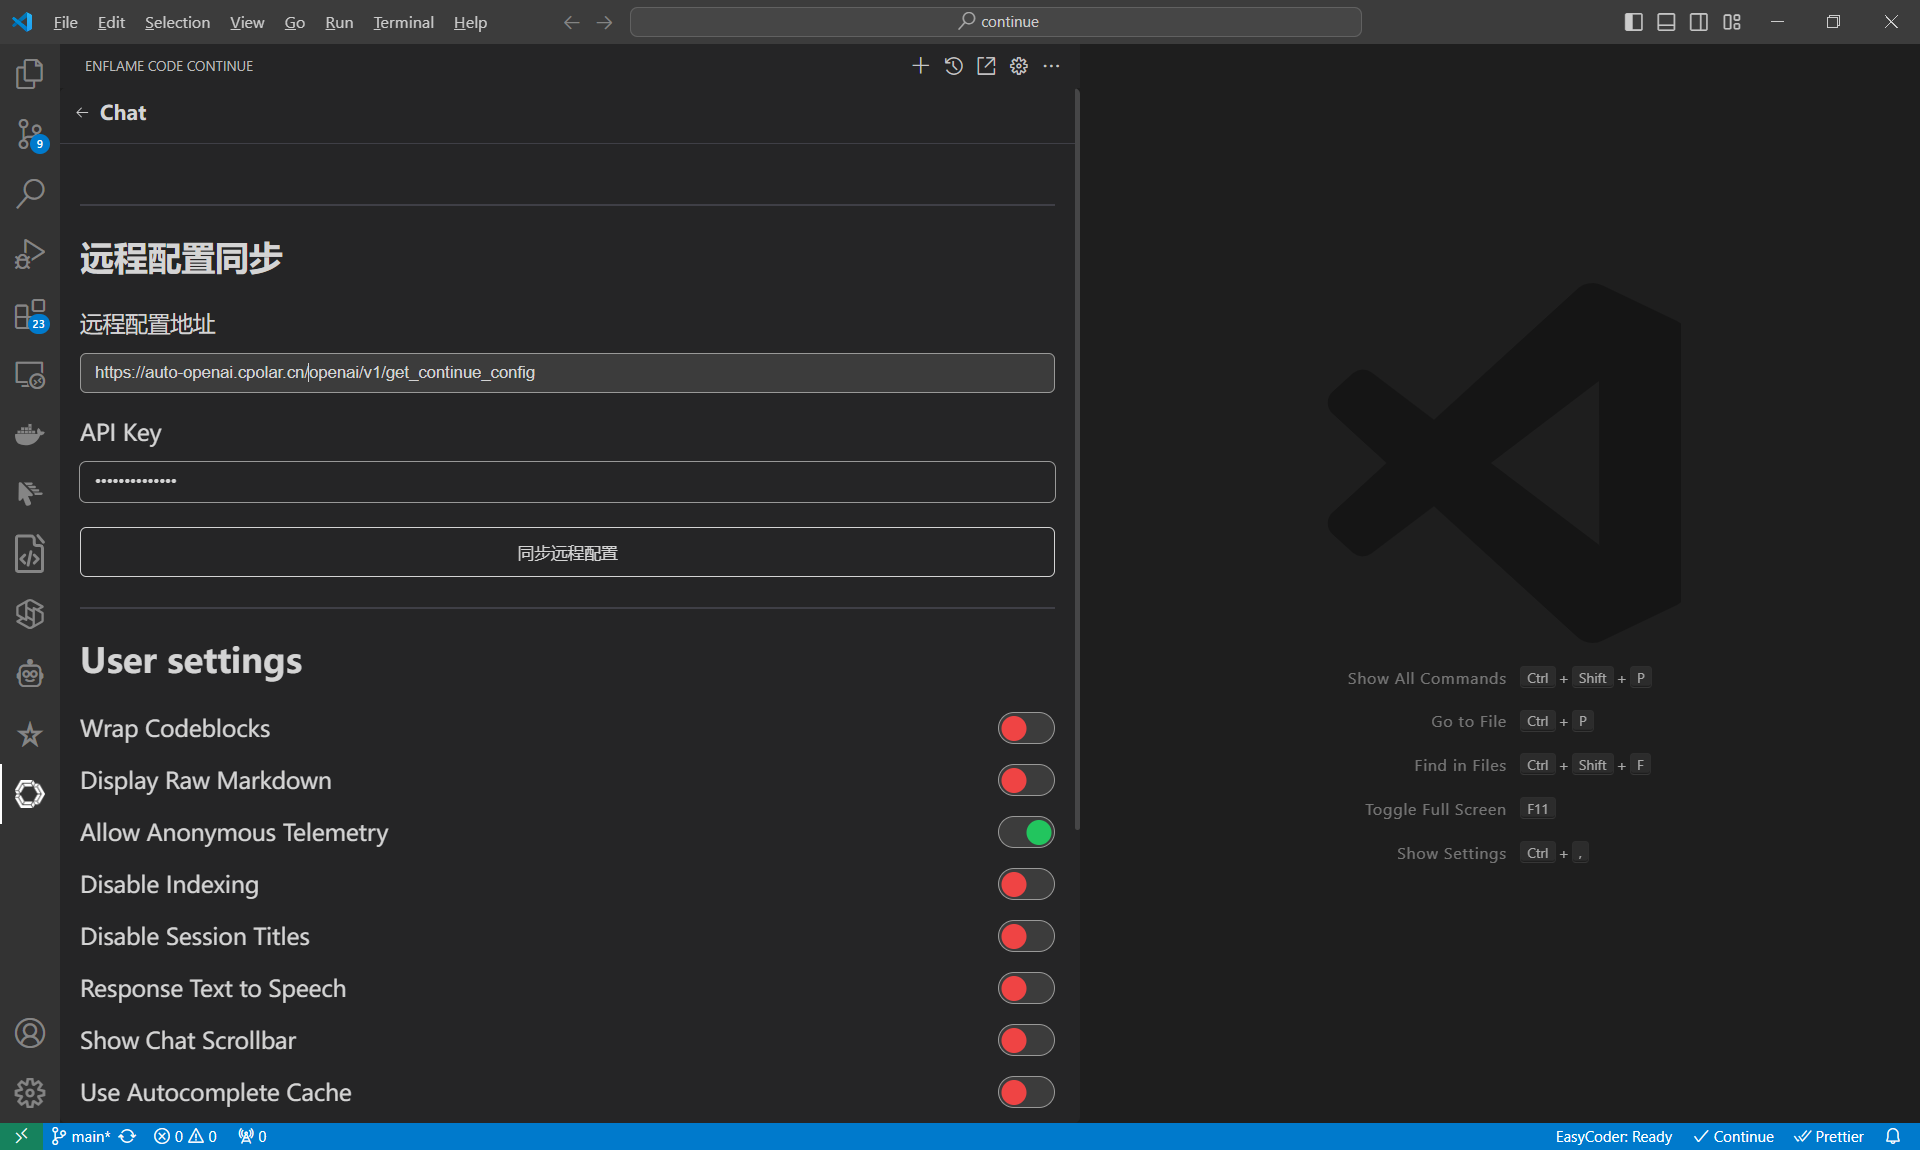 File Edit Selection View Go Run Terminal Help
continue
ENFLAME CODE CONTINUE
Chat
9
23
远程配置同步
远程配置地址
https://auto-openai.cpolar.cn/openai/v1/get_continue_config
API Key
••••••••••••••
同步远程配置
User settings
Wrap Codeblocks
Display Raw Markdown
Allow Anonymous Telemetry
Disable Indexing
Disable Session Titles
Response Text to Speech
Show Chat Scrollbar
Use Autocomplete Cache
Show All Commands Ctrl + Shift + P
Go to File Ctrl + P
Find in Files Ctrl + Shift + F
Toggle Full Screen F11
Show Settings Ctrl + ,
main* 0 0 0 EasyCoder: Ready Continue Prettier